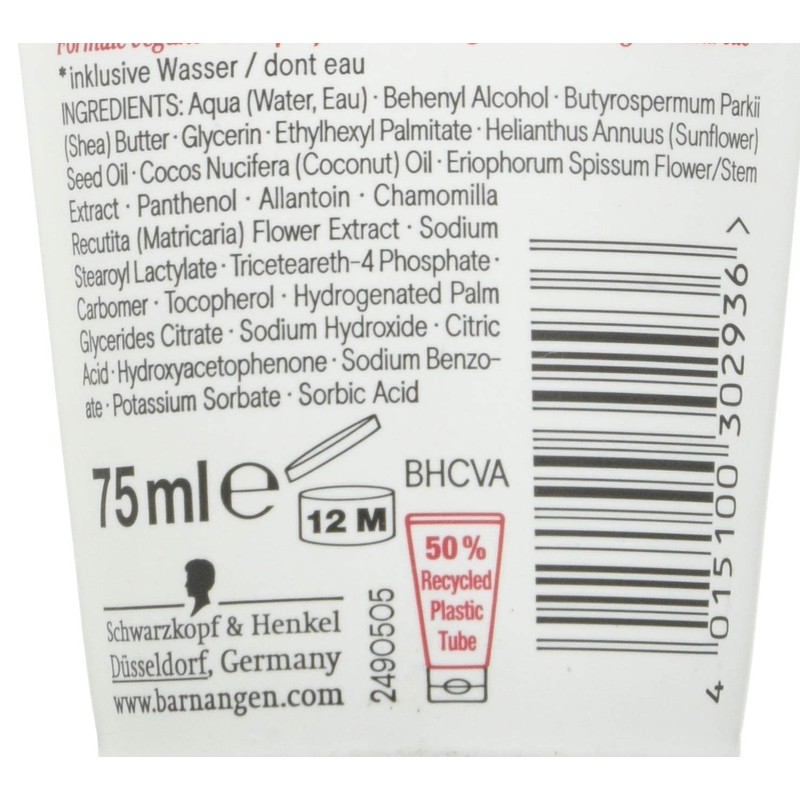 *inklusive Wasser / dont eau
INGREDIENTS: Aqua (Water, Eau) · Behenyl Alcohol · Butyrospermum Parkii
(Shea) Butter · Glycerin · Ethylhexyl Palmitate · Helianthus Annuus (Sunflower)
Seed Oil · Cocos Nucifera (Coconut) Oil · Eriophorum Spissum Flower/Stem
Extract · Panthenol · Allantoin · Chamomilla
Recutita (Matricaria) Flower Extract · Sodium
Stearoyl Lactylate · Triceteareth-4 Phosphate ·
Carbomer · Tocopherol · Hydrogenated Palm
Glycerides Citrate · Sodium Hydroxide · Citric
Acid · Hydroxyacetophenone · Sodium Benzo-
ate · Potassium Sorbate · Sorbic Acid
75 ml e
12 M
BHCVA
50 %
Recycled
Plastic
Tube
Schwarzkopf & Henkel
Düsseldorf, Germany
www.barnangen.com
2490505
4 015100 302936 >